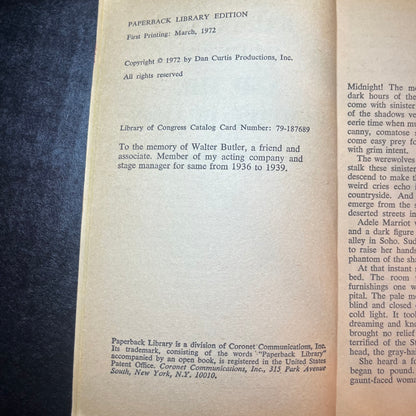 PAPERBACK LIBRARY EDITION
First Printing: March, 1972
Copyright © 1972 by Dan Curtis Productions, Inc.
All rights reserved
Library of Congress Catalog Card Number: 79-187689
To the memory of Walter Butler, a friend and
associate. Member of my acting company and
stage manager for same from 1936 to 1939.
Paperback Library is a division of Coronet Communications, Inc.
Its trademark, consisting of the words "Paperback Library"
accompanied by an open book, is registered in the United States
Patent Office. Coronet Communications, Inc., 315 Park Avenue
South, New York, N.Y. 10010.
Midnight! The
dark hours of the
come with sinister
of the shadows
eerie time when
canny, comatose
come easy prey
with grim intent.
The werewolves
stalk these sinister
descend to make
weird cries echo
countryside. And
emerge from the
deserted streets
Adele Marriot
and a dark figure
alley in Soho.
to raise her hands
phantom of the
At that instant
bed. The room
furnishings one
pital. The pale
blind and closed
cold light. It took
dreaming and
brought no relief
terrified of the
head, the
began to pound.
gaunt-faced